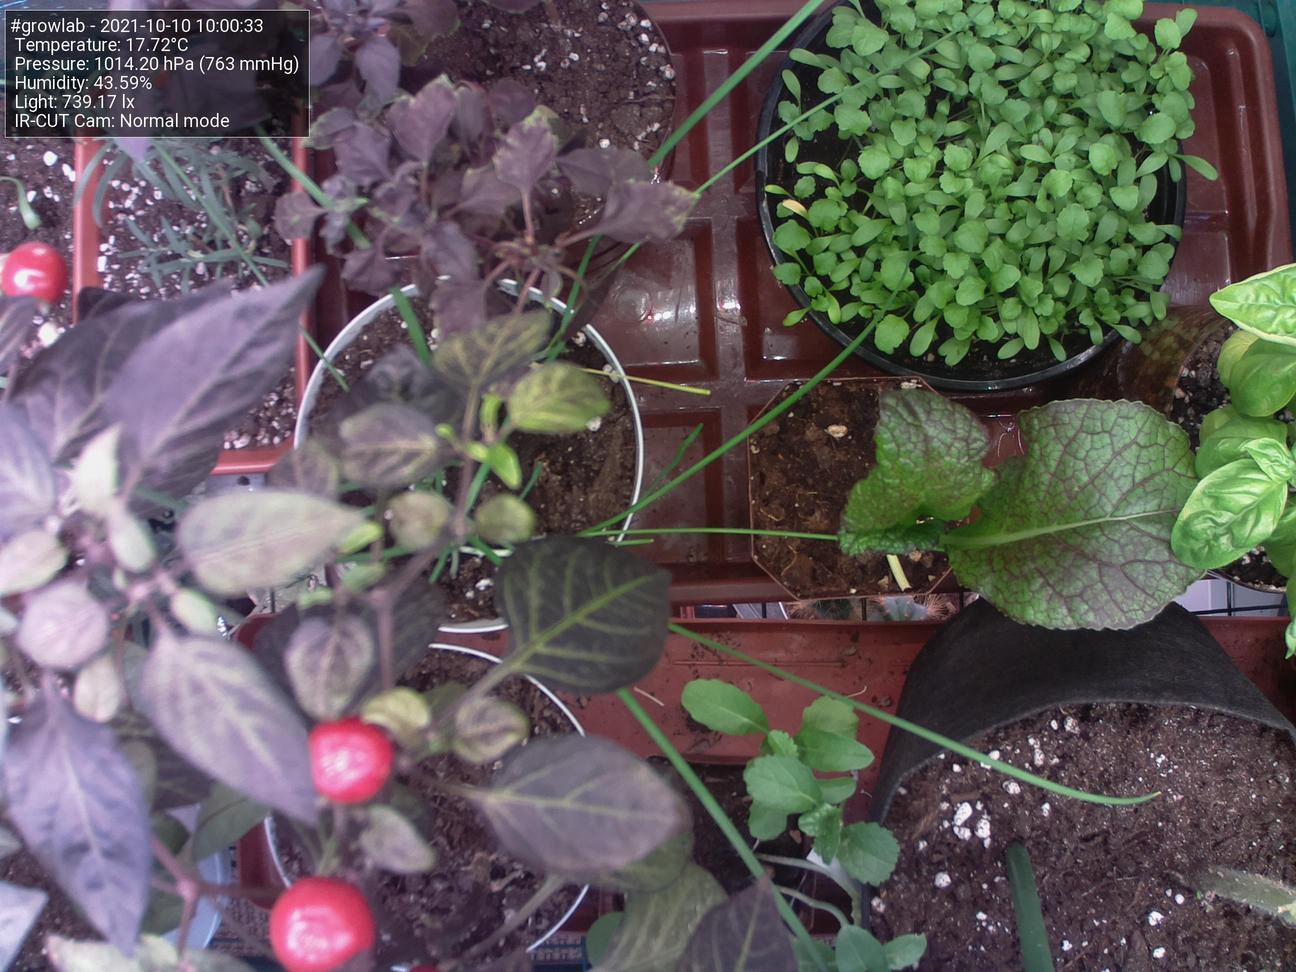 #growlab - 2021-10-10 10:00:33
Temperature: 17.72°C
Pressure: 1014.20 hPa (763 mmHg)
Humidity: 43.59%
Light: 739.17 lx
IR-CUT Cam: Normal mode